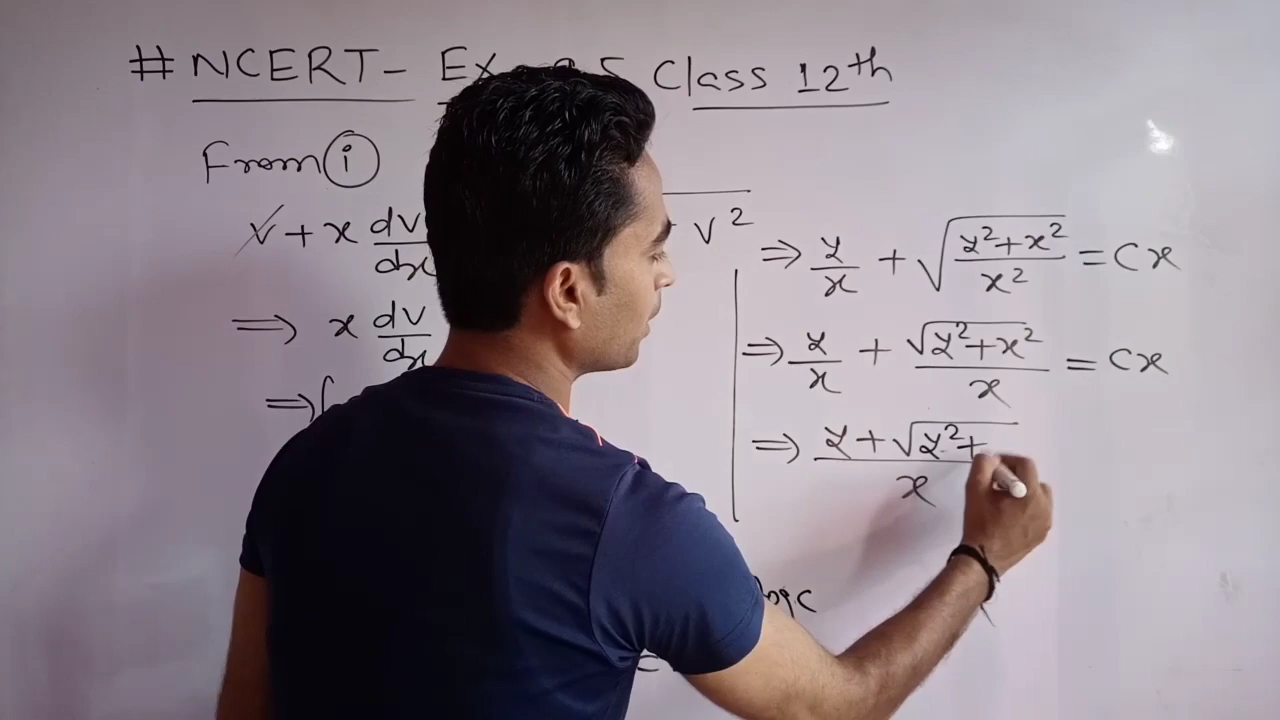 # NCERT- Ex 9.5 Class 12th
From (i)
v + x dv/dx
+ v²
⇒ x dv/dx
⇒ ∫
logc
=
⇒ y/x + √((y²+x²)/x²) = Cx
⇒ y/x + √(y²+x²)/x = Cx
⇒ (y + √(y²+))/x